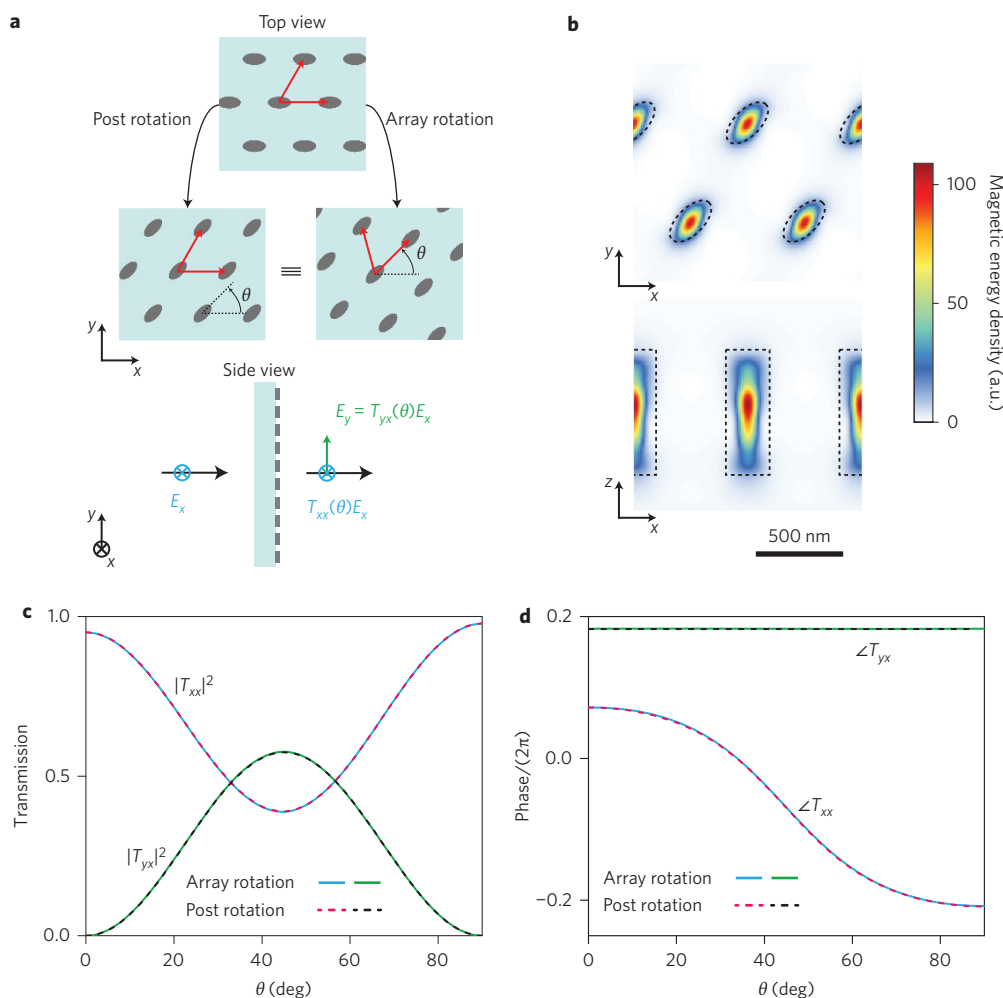 a
Top view
Post rotation
Array rotation
θ
≡
θ
y
x
Side view
E_y = T_yx(θ)E_x
E_x
T_xx(θ)E_x
y
x
b
y
x
z
x
500 nm
100
50
0
Magnetic energy density (a.u.)
c
1.0
0.5
0.0
Transmission
|T_xx|²
|T_yx|²
Array rotation
Post rotation
0 20 40 60 80
θ (deg)
d
0.2
0.0
−0.2
Phase/(2π)
∠T_yx
∠T_xx
Array rotation
Post rotation
0 20 40 60 80
θ (deg)